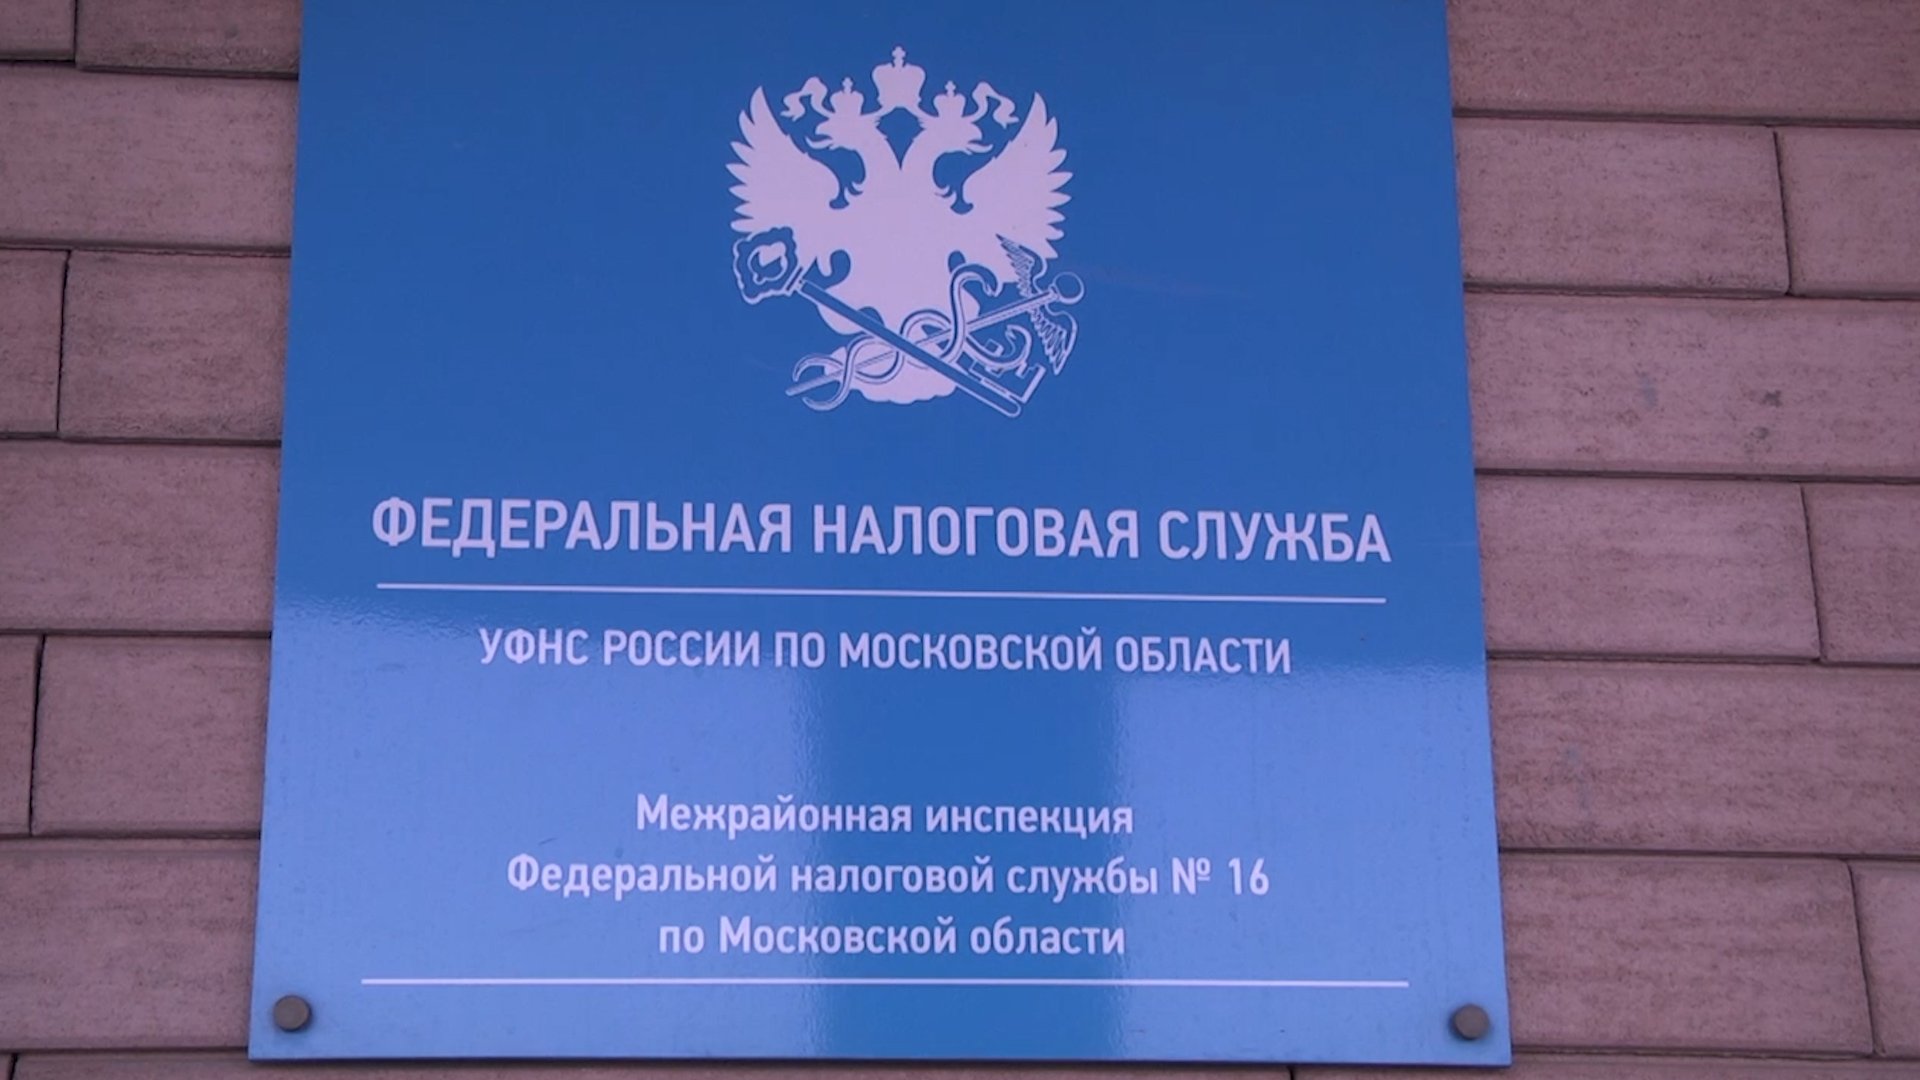 ФЕДЕРАЛЬНАЯ НАЛОГОВАЯ СЛУЖБА
УФНС РОССИИ ПО МОСКОВСКОЙ ОБЛАСТИ
Межрайонная инспекция
Федеральной налоговой службы № 16
по Московской области